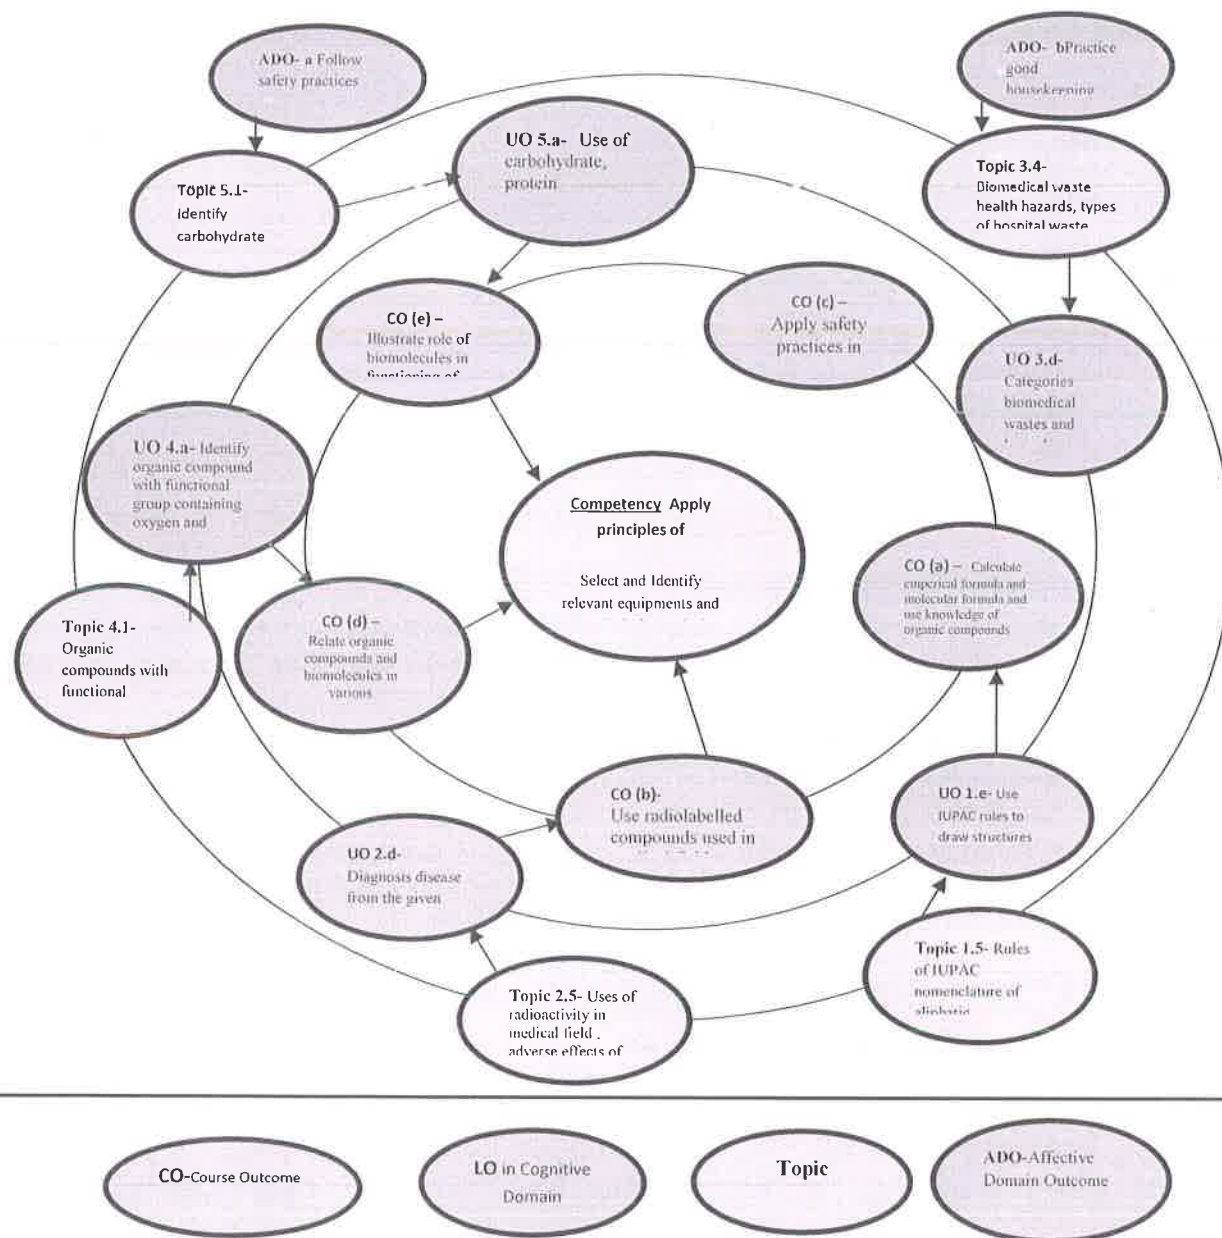 ADO- a Follow
safety practices
ADO- bPractice
good
housekeeping
UO 5.a- Use of
carbohydrate,
protein
Topic 5.1-
Identify
carbohydrate
Topic 3.4-
Biomedical waste
health hazards, types
of hospital waste
CO (e) –
Illustrate role of
biomolecules in
functioning of
CO (c) –
Apply safety
practices in
UO 3.d-
Categories
biomedical
wastes and
UO 4.a- Identify
organic compound
with functional
group containing
oxygen and
Competency Apply
principles of
Select and Identify
relevant equipments and
CO (a) – Calculate
emperical formula and
molecular formula and
use knowledge of
organic compounds
Topic 4.1-
Organic
compounds with
functional
CO (d) –
Relate organic
compounds and
biomolecules in
various
CO (b)-
Use radiolabelled
compounds used in
UO 1.e- Use
IUPAC rules to
draw structures
UO 2.d-
Diagnosis disease
from the given
Topic 1.5- Rules
of IUPAC
nomenclature of
aliphatic
Topic 2.5- Uses of
radioactivity in
medical field ,
adverse effects of
CO-Course Outcome
LO in Cognitive
Domain
Topic
ADO-Affective
Domain Outcome